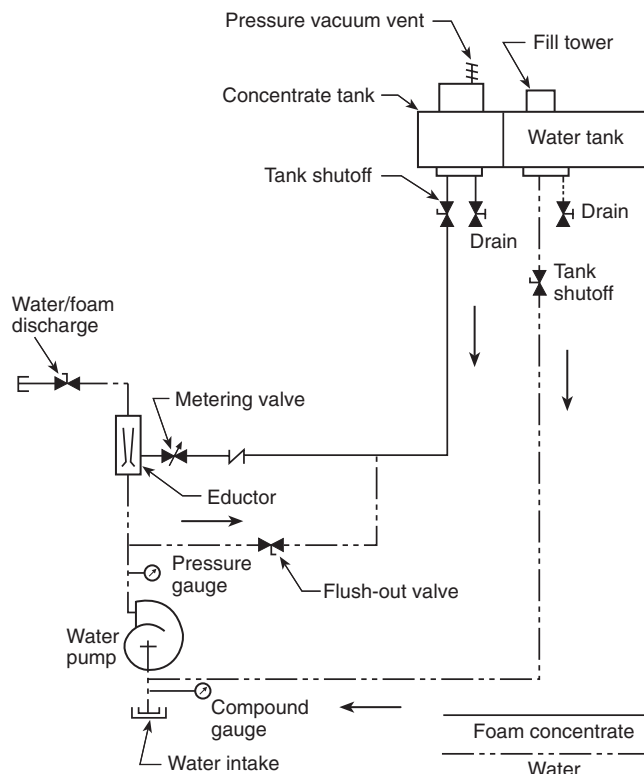 Pressure vacuum vent
Fill tower
Concentrate tank
Water tank
Tank shutoff
Drain
Drain
Tank
shutoff
Water/foam
discharge
Metering valve
Eductor
Pressure
gauge
Flush-out valve
Water
pump
Compound
gauge
Water intake
Foam concentrate
Water